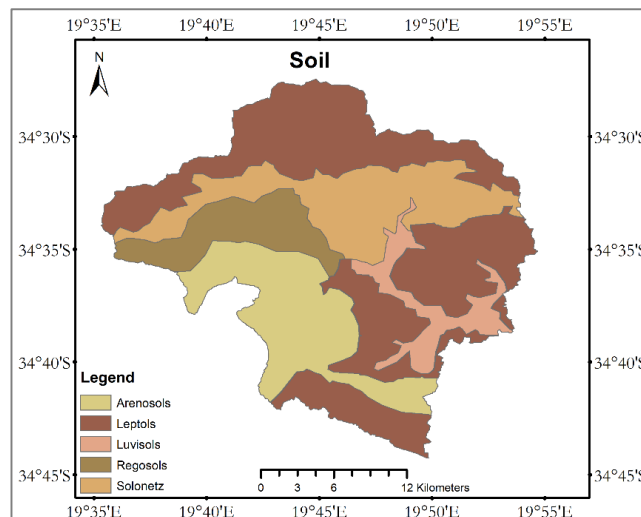 19°35'E 19°40'E 19°45'E 19°50'E 19°55'E
Soil
N
34°30'S 34°30'S
34°35'S 34°35'S
34°40'S 34°40'S
Legend
Arenosols
Leptols
Luvisols
Regosols
Solonetz
0 3 6 12 Kilometers
34°45'S 34°45'S
19°35'E 19°40'E 19°45'E 19°50'E 19°55'E